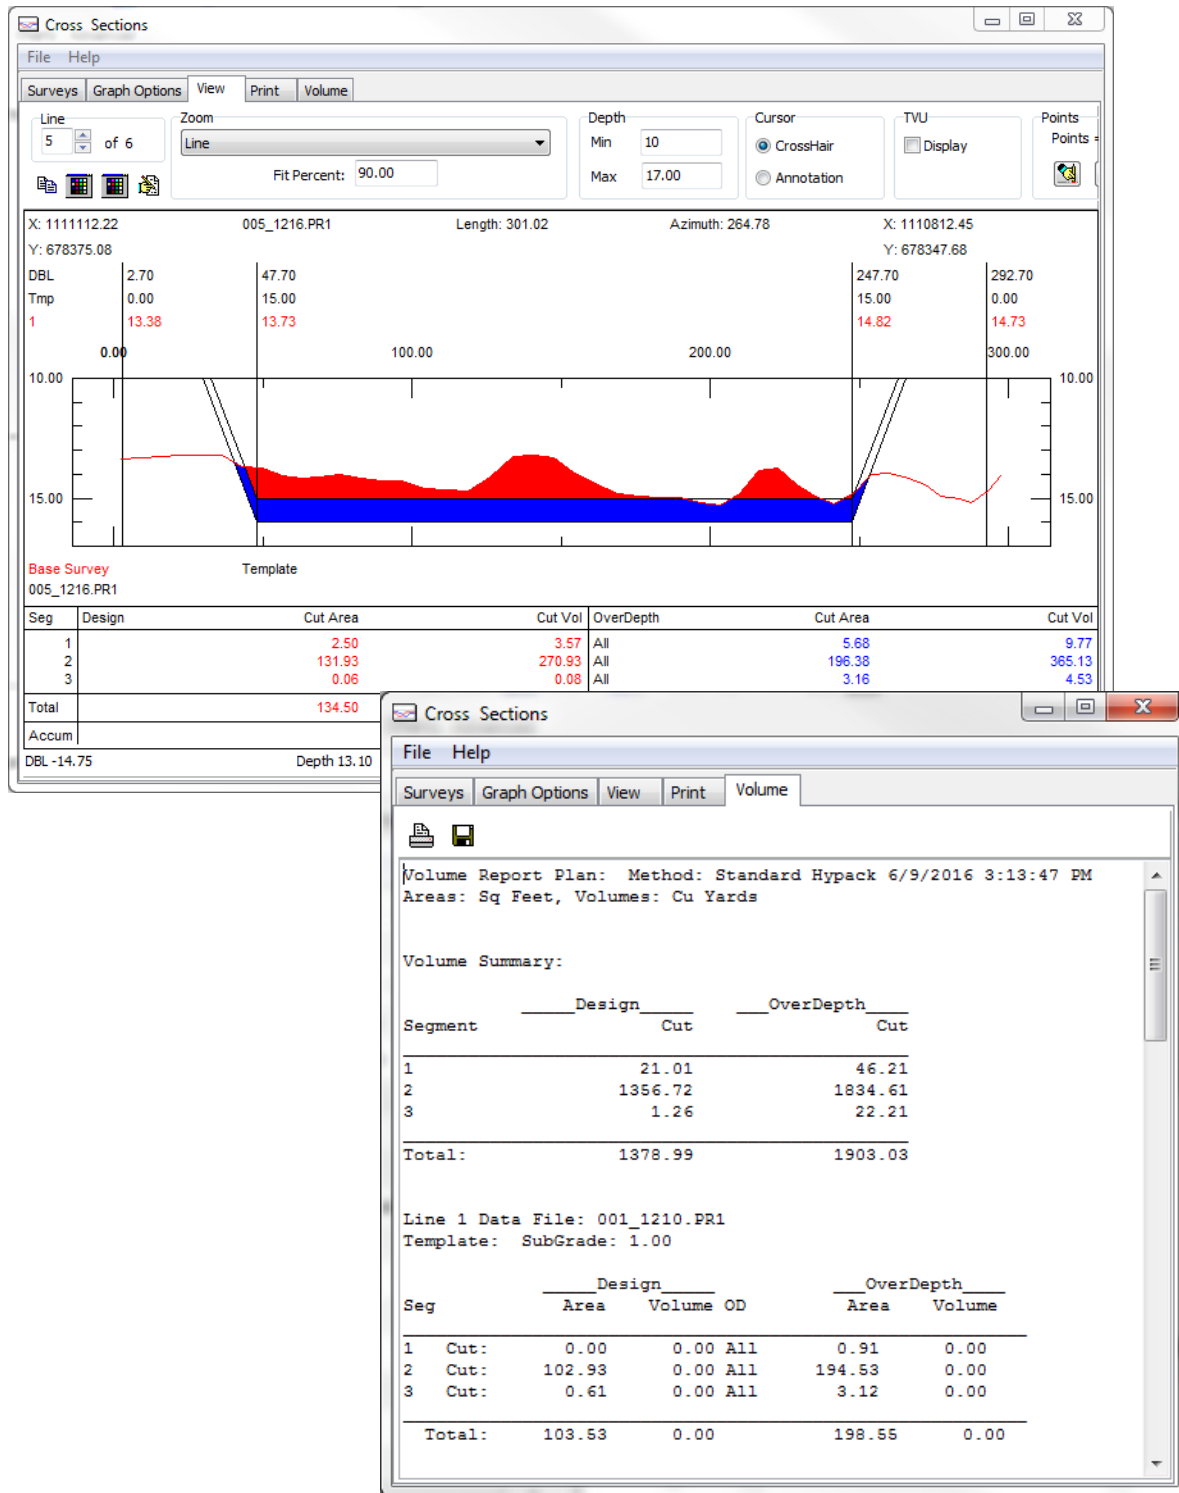 Cross Sections
File Help
Surveys Graph Options View Print Volume
Line Zoom Depth Cursor TVU Points
5 of 6 Line Min 10 CrossHair Display Points =
Fit Percent: 90.00 Max 17.00 Annotation
X: 1111112.22 005_1216.PR1 Length: 301.02 Azimuth: 264.78 X: 1110812.45
Y: 678375.08 Y: 678347.68
DBL 2.70 47.70 247.70 292.70
Tmp 0.00 15.00 15.00 0.00
1 13.38 13.73 14.82 14.73
0.00 100.00 200.00 300.00
10.00 10.00
15.00 15.00
Base Survey Template
005_1216.PR1
Seg Design Cut Area Cut Vol OverDepth Cut Area Cut Vol
1 2.50 3.57 All 5.68 9.77
2 131.93 270.93 All 196.38 365.13
3 0.06 0.08 All 3.16 4.53
Total 134.50
Accum
DBL -14.75 Depth 13.10
Cross Sections
File Help
Surveys Graph Options View Print Volume
Volume Report Plan: Method: Standard Hypack 6/9/2016 3:13:47 PM
Areas: Sq Feet, Volumes: Cu Yards
Volume Summary:
_____Design_____ ___OverDepth____
Segment Cut Cut
1 21.01 46.21
2 1356.72 1834.61
3 1.26 22.21
Total: 1378.99 1903.03
Line 1 Data File: 001_1210.PR1
Template: SubGrade: 1.00
_____Design_____ ___OverDepth____
Seg Area Volume OD Area Volume
1 Cut: 0.00 0.00 All 0.91 0.00
2 Cut: 102.93 0.00 All 194.53 0.00
3 Cut: 0.61 0.00 All 3.12 0.00
Total: 103.53 0.00 198.55 0.00